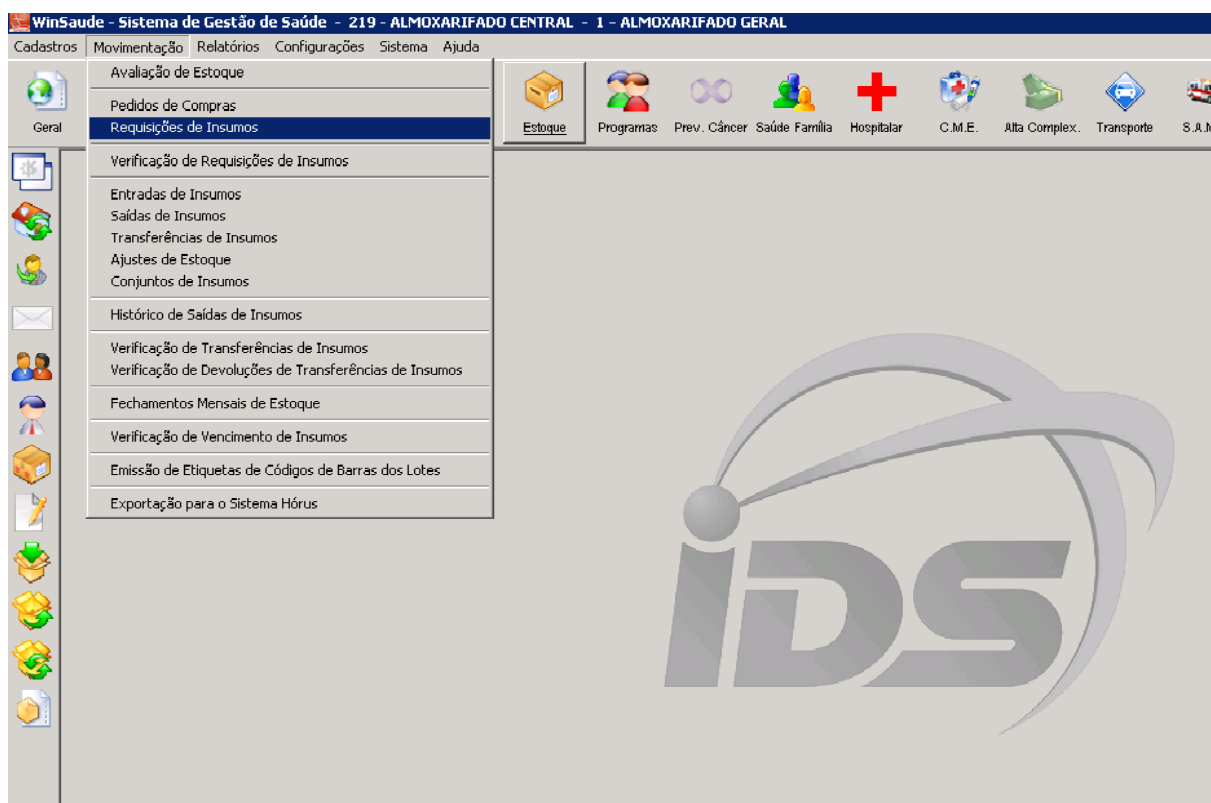 WinSaude - Sistema de Gestão de Saúde - 219 - ALMOXARIFADO CENTRAL - 1 - ALMOXARIFADO GERAL
Cadastros Movimentação Relatórios Configurações Sistema Ajuda
Geral
Estoque Programas Prev. Câncer Saúde Família Hospitalar C.M.E. Alta Complex. Transporte S.A.M
Avaliação de Estoque
Pedidos de Compras
Requisições de Insumos
Verificação de Requisições de Insumos
Entradas de Insumos
Saídas de Insumos
Transferências de Insumos
Ajustes de Estoque
Conjuntos de Insumos
Histórico de Saídas de Insumos
Verificação de Transferências de Insumos
Verificação de Devoluções de Transferências de Insumos
Fechamentos Mensais de Estoque
Verificação de Vencimento de Insumos
Emissão de Etiquetas de Códigos de Barras dos Lotes
Exportação para o Sistema Hórus
iDS